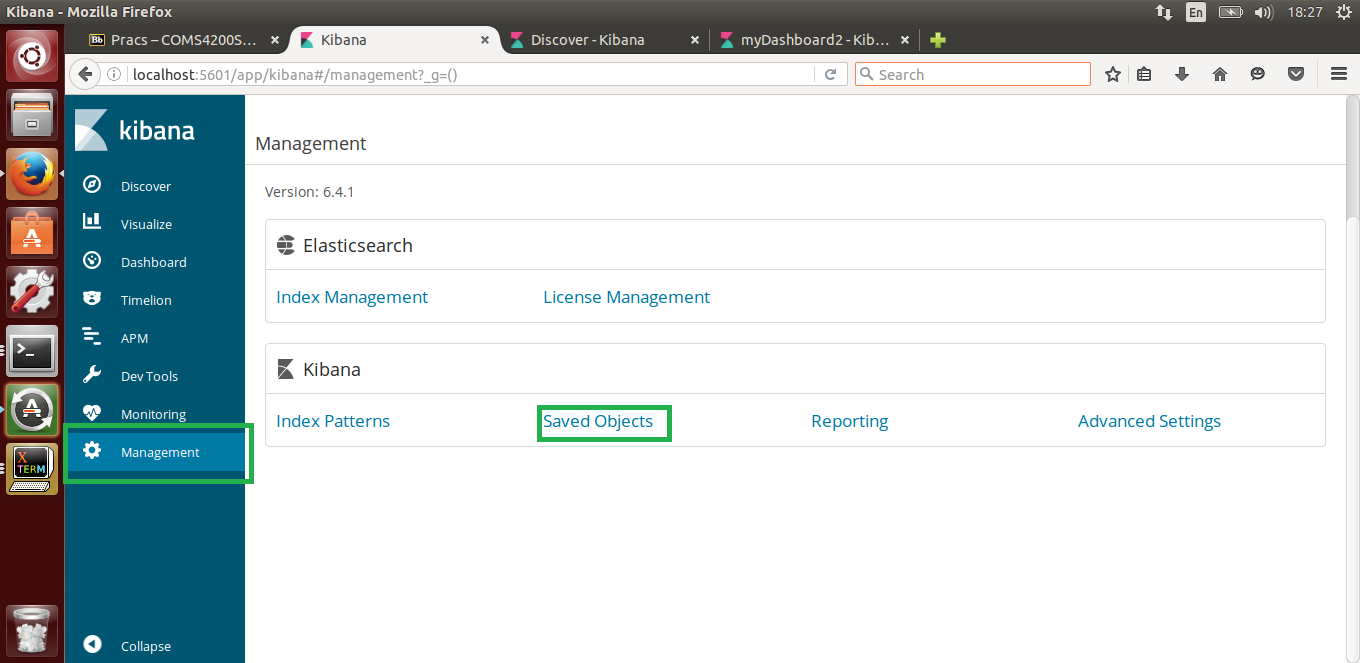 Kibana - Mozilla Firefox
En
18:27
Bb Pracs – COMS4200S...
Kibana
Discover - Kibana
myDashboard2 - Kib...
localhost:5601/app/kibana#/management?_g=()
Search
kibana
Discover
Visualize
Dashboard
Timelion
APM
Dev Tools
Monitoring
Management
Collapse
Management
Version: 6.4.1
Elasticsearch
Index Management License Management
Kibana
Index Patterns Saved Objects Reporting Advanced Settings
A
>_
A
X
TERM